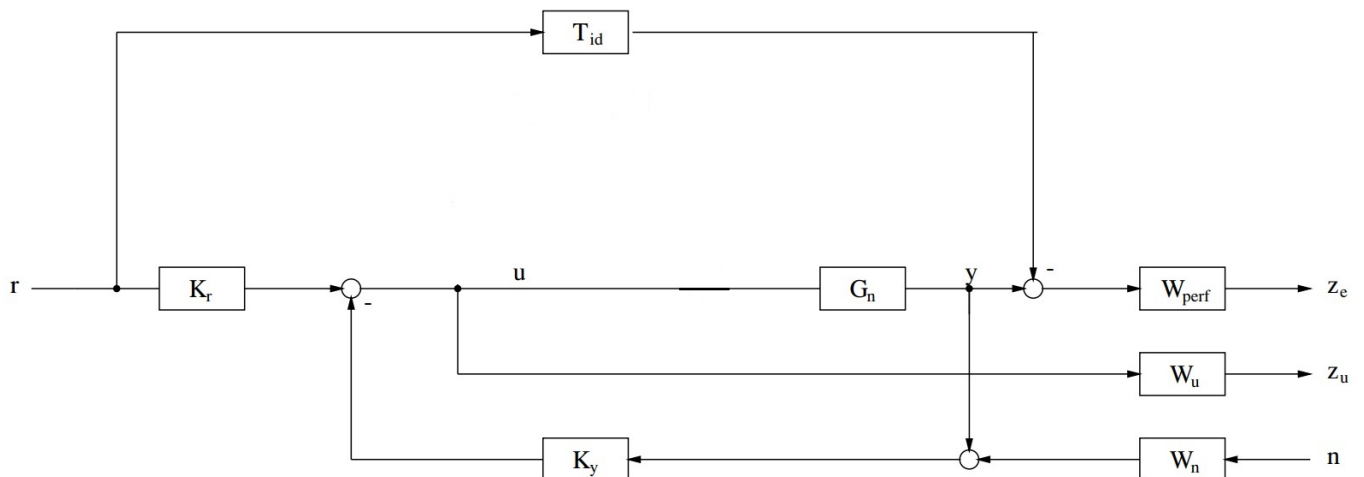 T_id
r
K_r
-
u
G_n
y
-
W_perf
z_e
W_u
z_u
K_y
W_n
n